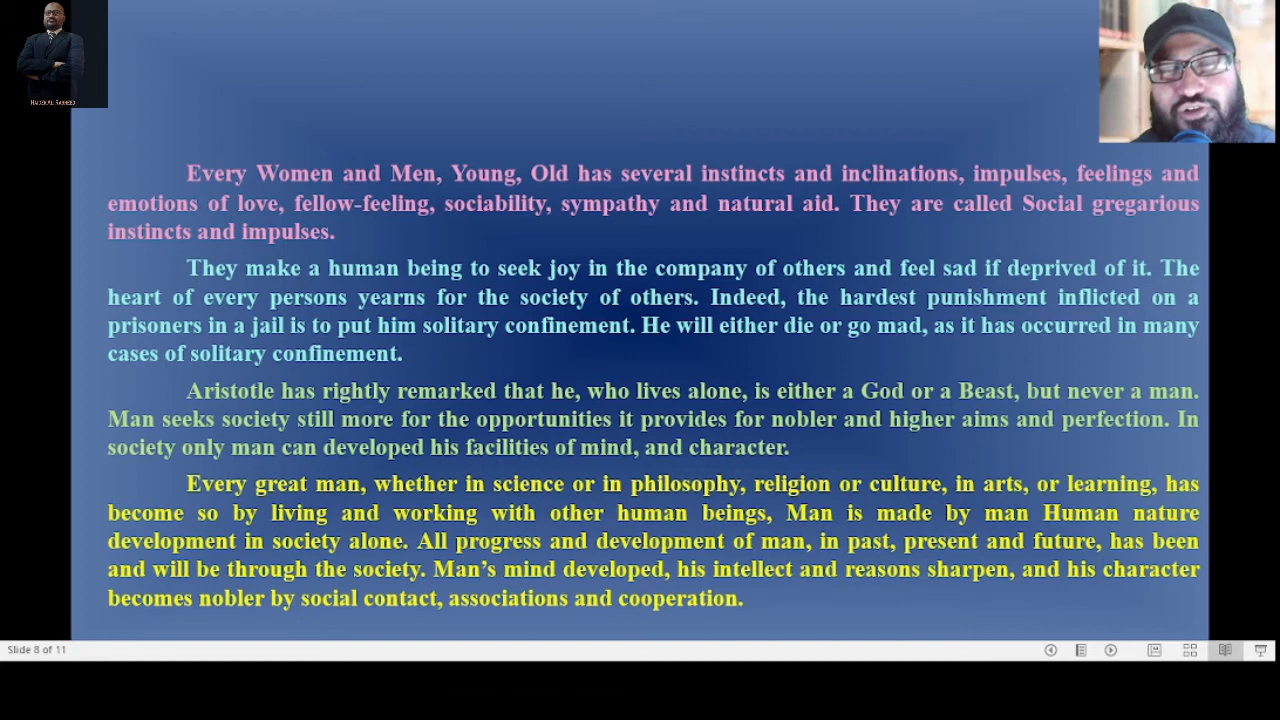 Every Women and Men, Young, Old has several instincts and inclinations, impulses, feelings and
emotions of love, fellow-feeling, sociability, sympathy and natural aid. They are called Social gregarious
instincts and impulses.
They make a human being to seek joy in the company of others and feel sad if deprived of it. The
heart of every persons yearns for the society of others. Indeed, the hardest punishment inflicted on a
prisoners in a jail is to put him solitary confinement. He will either die or go mad, as it has occurred in many
cases of solitary confinement.
Aristotle has rightly remarked that he, who lives alone, is either a God or a Beast, but never a man.
Man seeks society still more for the opportunities it provides for nobler and higher aims and perfection. In
society only man can developed his facilities of mind, and character.
Every great man, whether in science or in philosophy, religion or culture, in arts, or learning, has
become so by living and working with other human beings, Man is made by man Human nature
development in society alone. All progress and development of man, in past, present and future, has been
and will be through the society. Man’s mind developed, his intellect and reasons sharpen, and his character
becomes nobler by social contact, associations and cooperation.
Slide 8 of 11